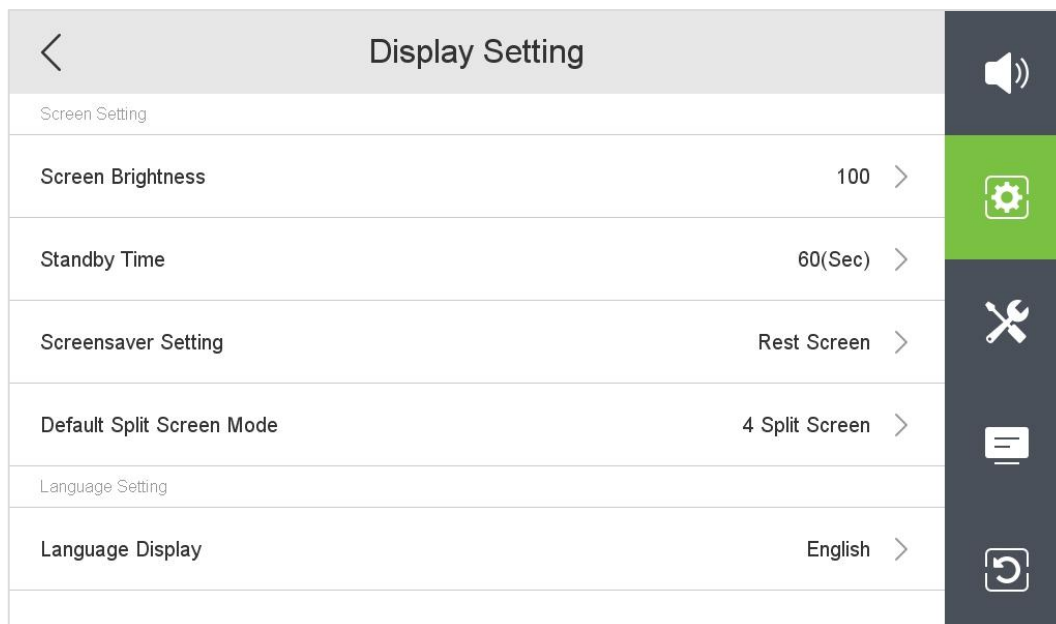 Display Setting
Screen Setting
Screen Brightness 100
Standby Time 60(Sec)
Screensaver Setting Rest Screen
Default Split Screen Mode 4 Split Screen
Language Setting
Language Display English